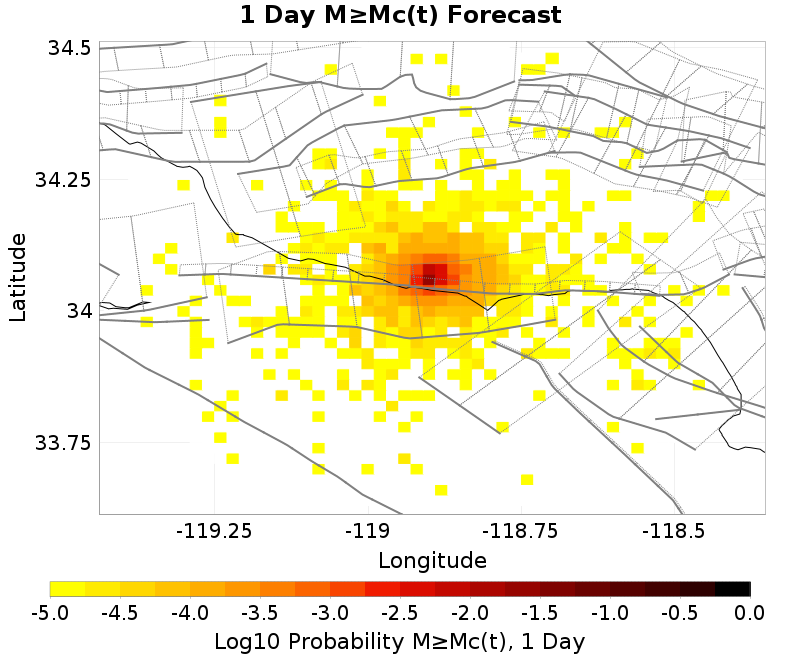 1 Day M≥Mc(t) Forecast
34.5
34.25
34
33.75
Latitude
-119.25 -119 -118.75 -118.5
Longitude
-5.0 -4.5 -4.0 -3.5 -3.0 -2.5 -2.0 -1.5 -1.0 -0.5 0.0
Log10 Probability M≥Mc(t), 1 Day